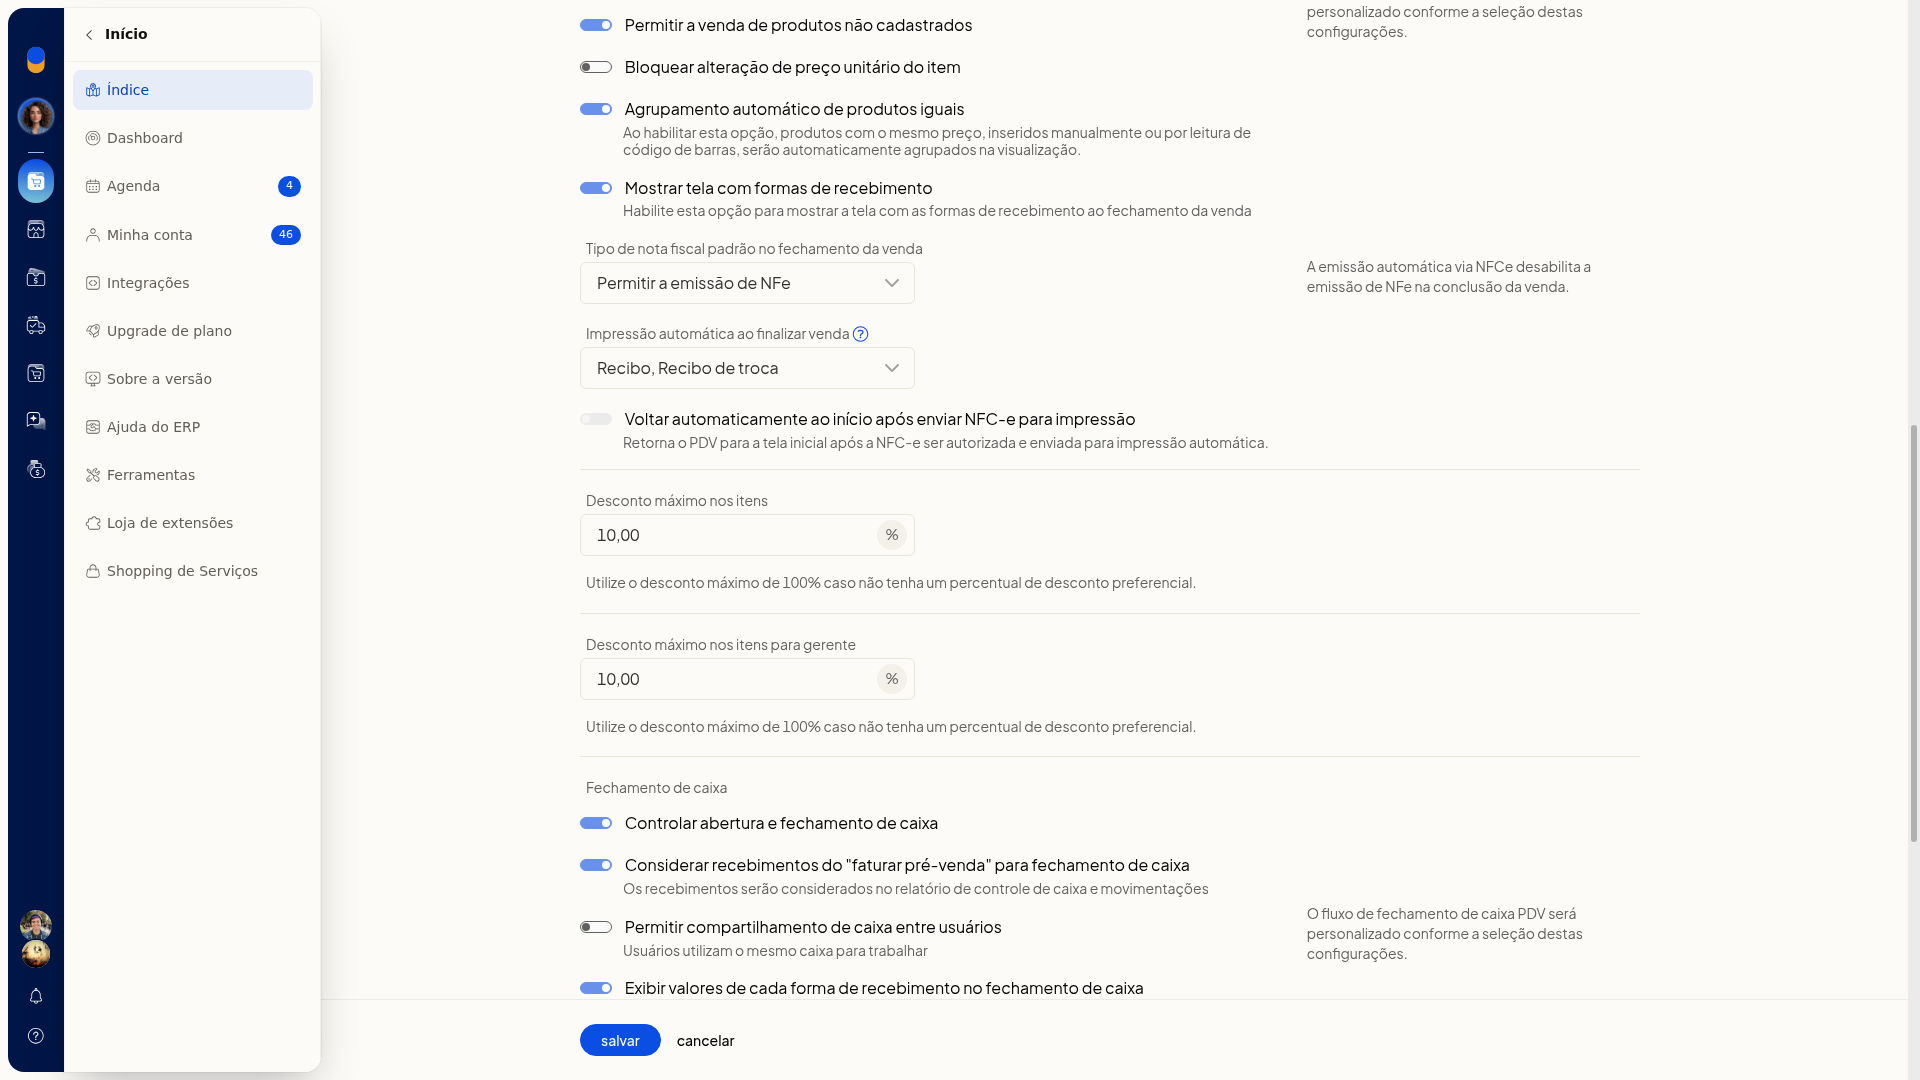 Início
Índice
Dashboard
Agenda
4
Minha conta
46
Integrações
Upgrade de plano
Sobre a versão
Ajuda do ERP
Ferramentas
Loja de extensões
Shopping de Serviços
Permitir a venda de produtos não cadastrados
personalizado conforme a seleção destas
configurações.
Bloquear alteração de preço unitário do item
Agrupamento automático de produtos iguais
Ao habilitar esta opção, produtos com o mesmo preço, inseridos manualmente ou por leitura de
código de barras, serão automaticamente agrupados na visualização.
Mostrar tela com formas de recebimento
Habilite esta opção para mostrar a tela com as formas de recebimento ao fechamento da venda
Tipo de nota fiscal padrão no fechamento da venda
Permitir a emissão de NFe
A emissão automática via NFCe desabilita a
emissão de NFe na conclusão da venda.
Impressão automática ao finalizar venda
Recibo, Recibo de troca
Voltar automaticamente ao início após enviar NFC-e para impressão
Retorna o PDV para a tela inicial após a NFC-e ser autorizada e enviada para impressão automática.
Desconto máximo nos itens
10,00 %
Utilize o desconto máximo de 100% caso não tenha um percentual de desconto preferencial.
Desconto máximo nos itens para gerente
10,00 %
Utilize o desconto máximo de 100% caso não tenha um percentual de desconto preferencial.
Fechamento de caixa
Controlar abertura e fechamento de caixa
Considerar recebimentos do "faturar pré-venda" para fechamento de caixa
Os recebimentos serão considerados no relatório de controle de caixa e movimentações
Permitir compartilhamento de caixa entre usuários
Usuários utilizam o mesmo caixa para trabalhar
O fluxo de fechamento de caixa PDV será
personalizado conforme a seleção destas
configurações.
Exibir valores de cada forma de recebimento no fechamento de caixa
salvar
cancelar